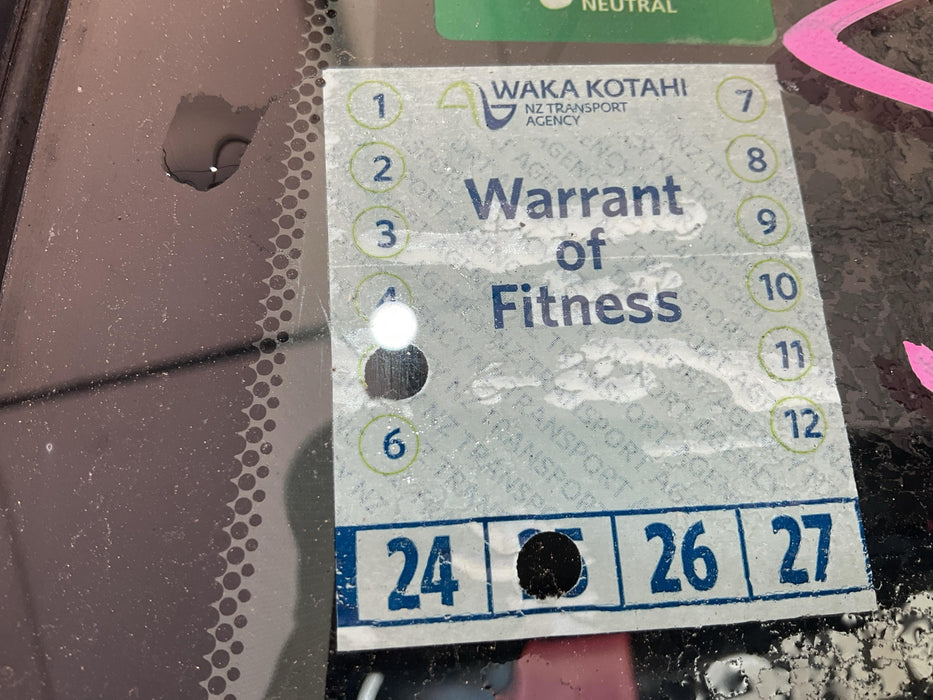 NEUTRAL
WAKA KOTAHI
NZ TRANSPORT
AGENCY
Warrant
of
Fitness
1
2
3
4
6
7
8
9
10
11
12
24 26 27